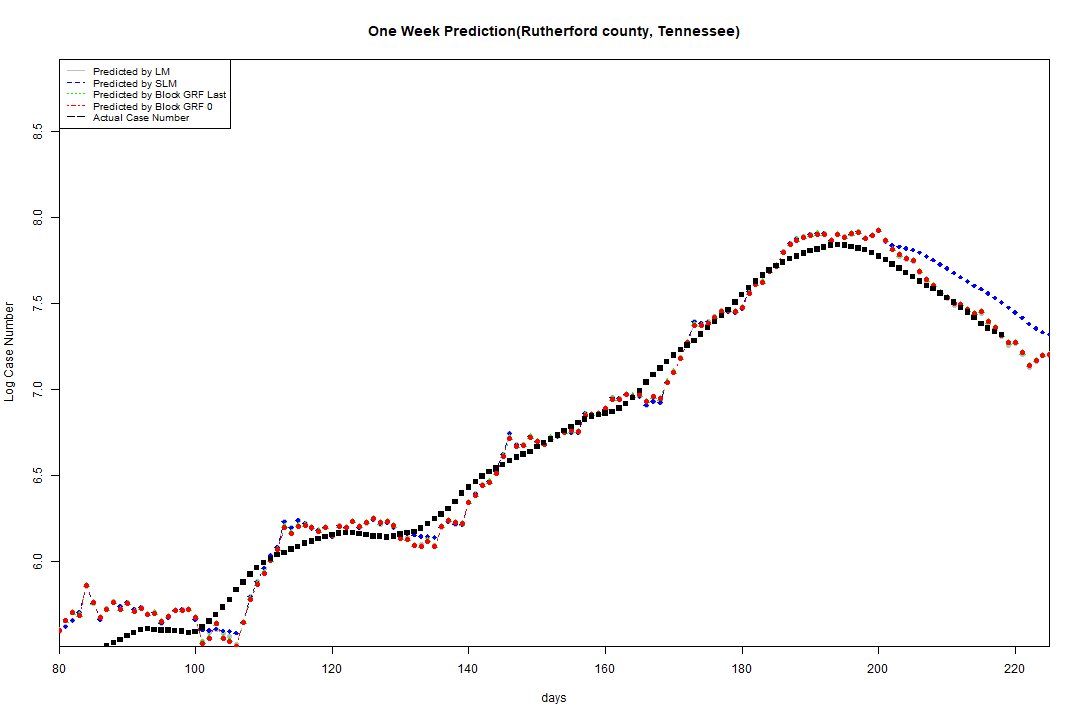 One Week Prediction(Rutherford county, Tennessee)
Predicted by LM
Predicted by SLM
Predicted by Block GRF Last
Predicted by Block GRF 0
Actual Case Number
8.5
8.0
7.5
7.0
6.5
6.0
Log Case Number
80 100 120 140 160 180 200 220
days